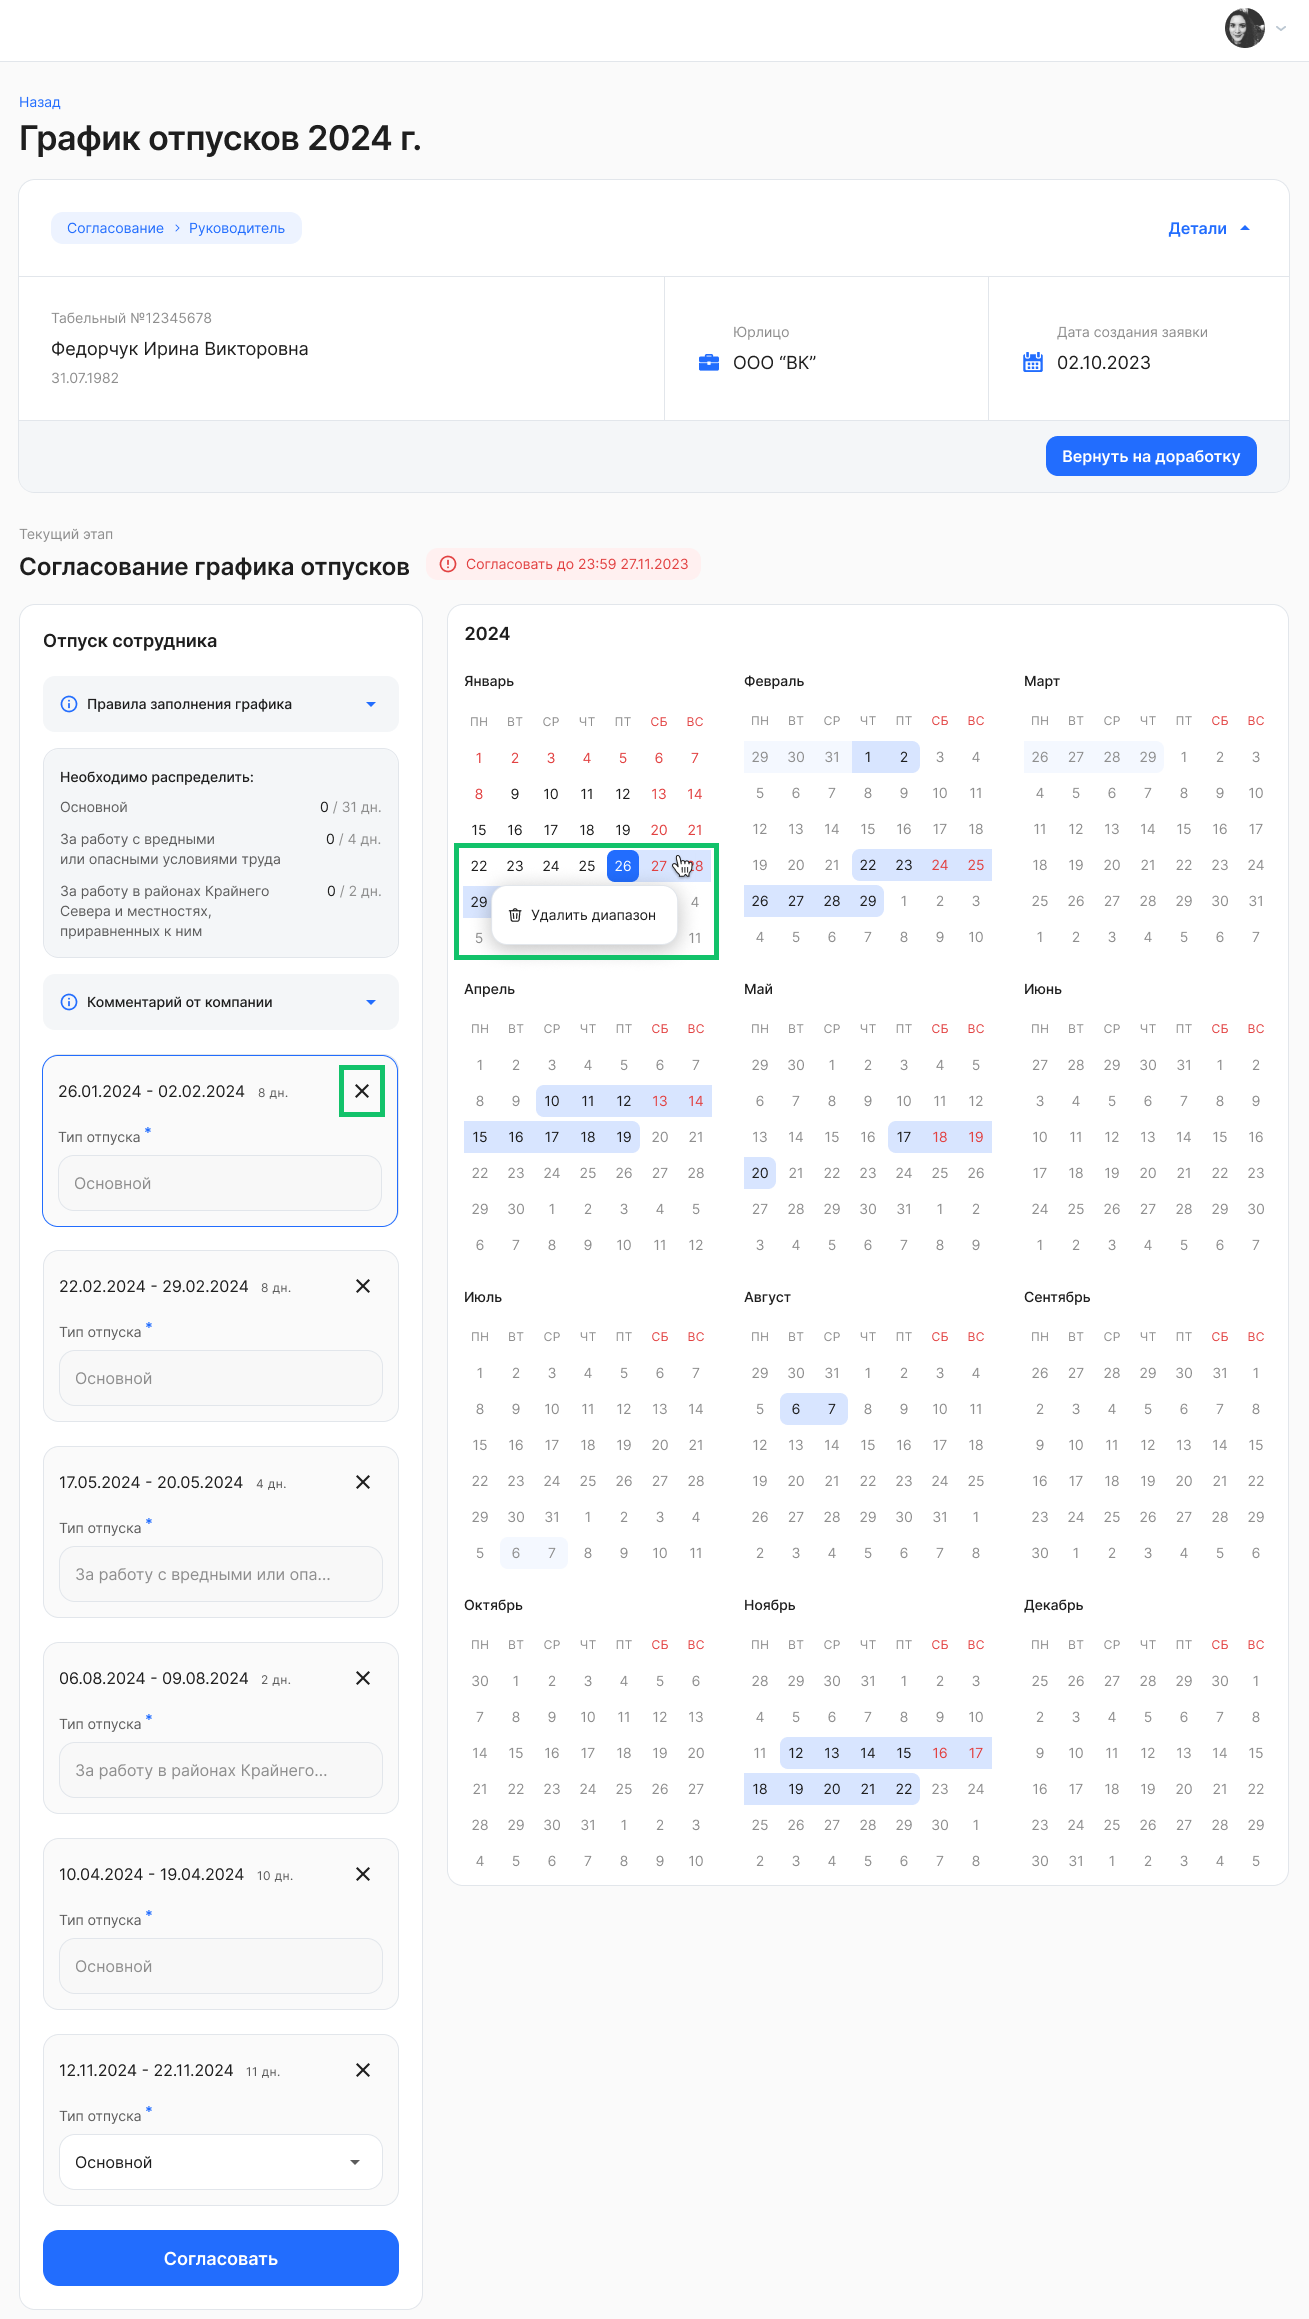 Назад
График отпусков 2024 г.
Согласование > Руководитель
Детали
Табельный №12345678
Федорчук Ирина Викторовна
31.07.1982
Юрлицо
ООО “ВК”
Дата создания заявки
02.10.2023
Вернуть на доработку
Текущий этап
Согласование графика отпусков
Согласовать до 23:59 27.11.2023
Отпуск сотрудника
Правила заполнения графика
Необходимо распределить:
Основной 0 / 31 дн.
За работу с вредными 0 / 4 дн.
или опасными условиями труда
За работу в районах Крайнего 0 / 2 дн.
Севера и местностях,
приравненных к ним
Комментарий от компании
26.01.2024 - 02.02.2024 8 дн.
Тип отпуска *
Основной
22.02.2024 - 29.02.2024 8 дн.
Тип отпуска *
Основной
17.05.2024 - 20.05.2024 4 дн.
Тип отпуска *
За работу с вредными или опа...
06.08.2024 - 09.08.2024 2 дн.
Тип отпуска *
За работу в районах Крайнего...
10.04.2024 - 19.04.2024 10 дн.
Тип отпуска *
Основной
12.11.2024 - 22.11.2024 11 дн.
Тип отпуска *
Основной
Согласовать
2024
Январь
ПН ВТ СР ЧТ ПТ СБ ВС
1 2 3 4 5 6 7
8 9 10 11 12 13 14
15 16 17 18 19 20 21
22 23 24 25 26 27 28
29 4
Удалить диапазон
5 11
Февраль
ПН ВТ СР ЧТ ПТ СБ ВС
29 30 31 1 2 3 4
5 6 7 8 9 10 11
12 13 14 15 16 17 18
19 20 21 22 23 24 25
26 27 28 29 1 2 3
4 5 6 7 8 9 10
Март
ПН ВТ СР ЧТ ПТ СБ ВС
26 27 28 29 1 2 3
4 5 6 7 8 9 10
11 12 13 14 15 16 17
18 19 20 21 22 23 24
25 26 27 28 29 30 31
1 2 3 4 5 6 7
Апрель
ПН ВТ СР ЧТ ПТ СБ ВС
1 2 3 4 5 6 7
8 9 10 11 12 13 14
15 16 17 18 19 20 21
22 23 24 25 26 27 28
29 30 1 2 3 4 5
6 7 8 9 10 11 12
Май
ПН ВТ СР ЧТ ПТ СБ ВС
29 30 1 2 3 4 5
6 7 8 9 10 11 12
13 14 15 16 17 18 19
20 21 22 23 24 25 26
27 28 29 30 31 1 2
3 4 5 6 7 8 9
Июнь
ПН ВТ СР ЧТ ПТ СБ ВС
27 28 29 30 31 1 2
3 4 5 6 7 8 9
10 11 12 13 14 15 16
17 18 19 20 21 22 23
24 25 26 27 28 29 30
1 2 3 4 5 6 7
Июль
ПН ВТ СР ЧТ ПТ СБ ВС
1 2 3 4 5 6 7
8 9 10 11 12 13 14
15 16 17 18 19 20 21
22 23 24 25 26 27 28
29 30 31 1 2 3 4
5 6 7 8 9 10 11
Август
ПН ВТ СР ЧТ ПТ СБ ВС
29 30 31 1 2 3 4
5 6 7 8 9 10 11
12 13 14 15 16 17 18
19 20 21 22 23 24 25
26 27 28 29 30 31 1
2 3 4 5 6 7 8
Сентябрь
ПН ВТ СР ЧТ ПТ СБ ВС
26 27 28 29 30 31 1
2 3 4 5 6 7 8
9 10 11 12 13 14 15
16 17 18 19 20 21 22
23 24 25 26 27 28 29
30 1 2 3 4 5 6
Октябрь
ПН ВТ СР ЧТ ПТ СБ ВС
30 1 2 3 4 5 6
7 8 9 10 11 12 13
14 15 16 17 18 19 20
21 22 23 24 25 26 27
28 29 30 31 1 2 3
4 5 6 7 8 9 10
Ноябрь
ПН ВТ СР ЧТ ПТ СБ ВС
28 29 30 31 1 2 3
4 5 6 7 8 9 10
11 12 13 14 15 16 17
18 19 20 21 22 23 24
25 26 27 28 29 30 1
2 3 4 5 6 7 8
Декабрь
ПН ВТ СР ЧТ ПТ СБ ВС
25 26 27 28 29 30 1
2 3 4 5 6 7 8
9 10 11 12 13 14 15
16 17 18 19 20 21 22
23 24 25 26 27 28 29
30 31 1 2 3 4 5